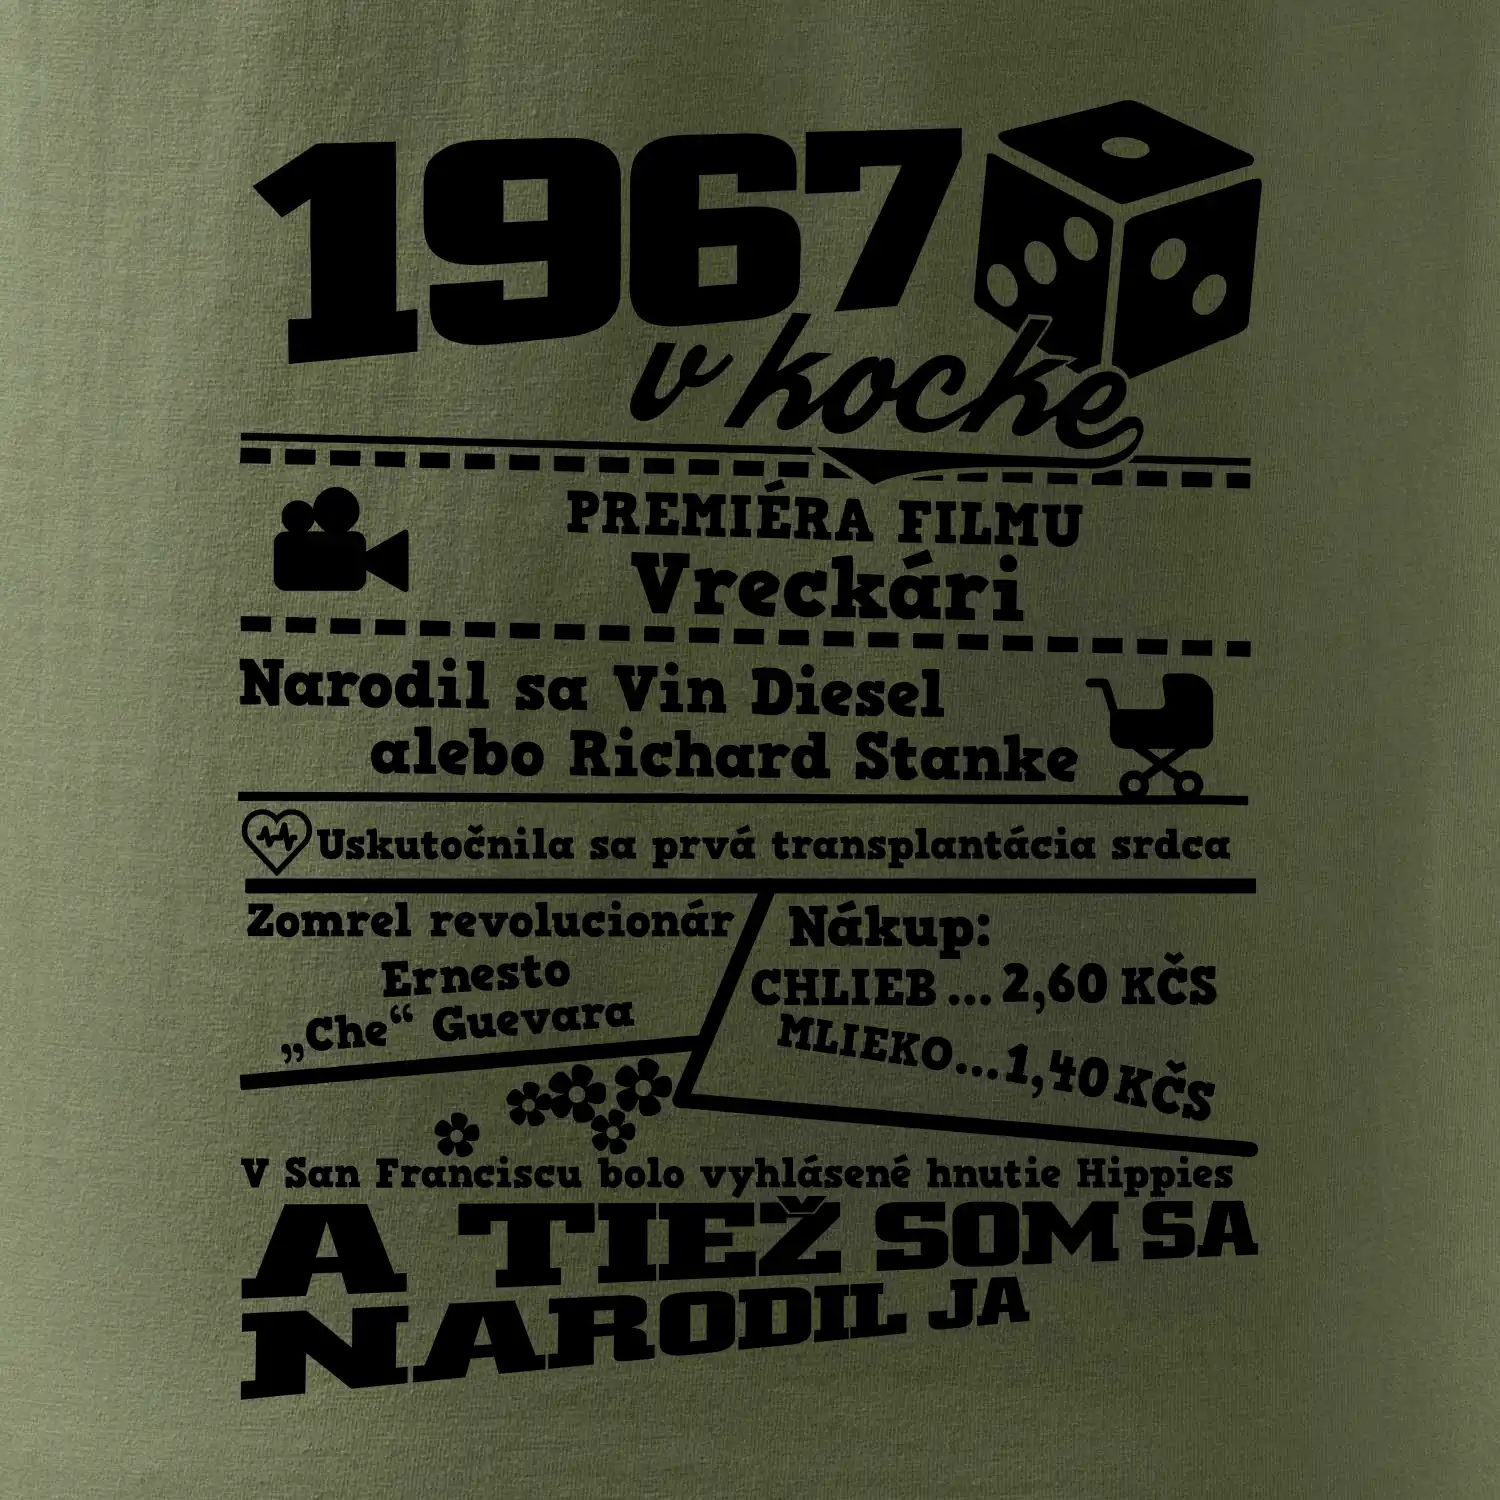 1967
v kocke
PREMIÉRA FILMU
Vreckári
Narodil sa Vin Diesel
alebo Richard Stanke
Uskutočnila sa prvá transplantácia srdca
Zomrel revolucionár
Ernesto
„Che“ Guevara
Nákup:
CHLIEB...2,60 KČS
MLIEKO...1,40 KČS
V San Franciscu bolo vyhlásené hnutie Hippies
A TIEŽ SOM SA
NARODIL JA